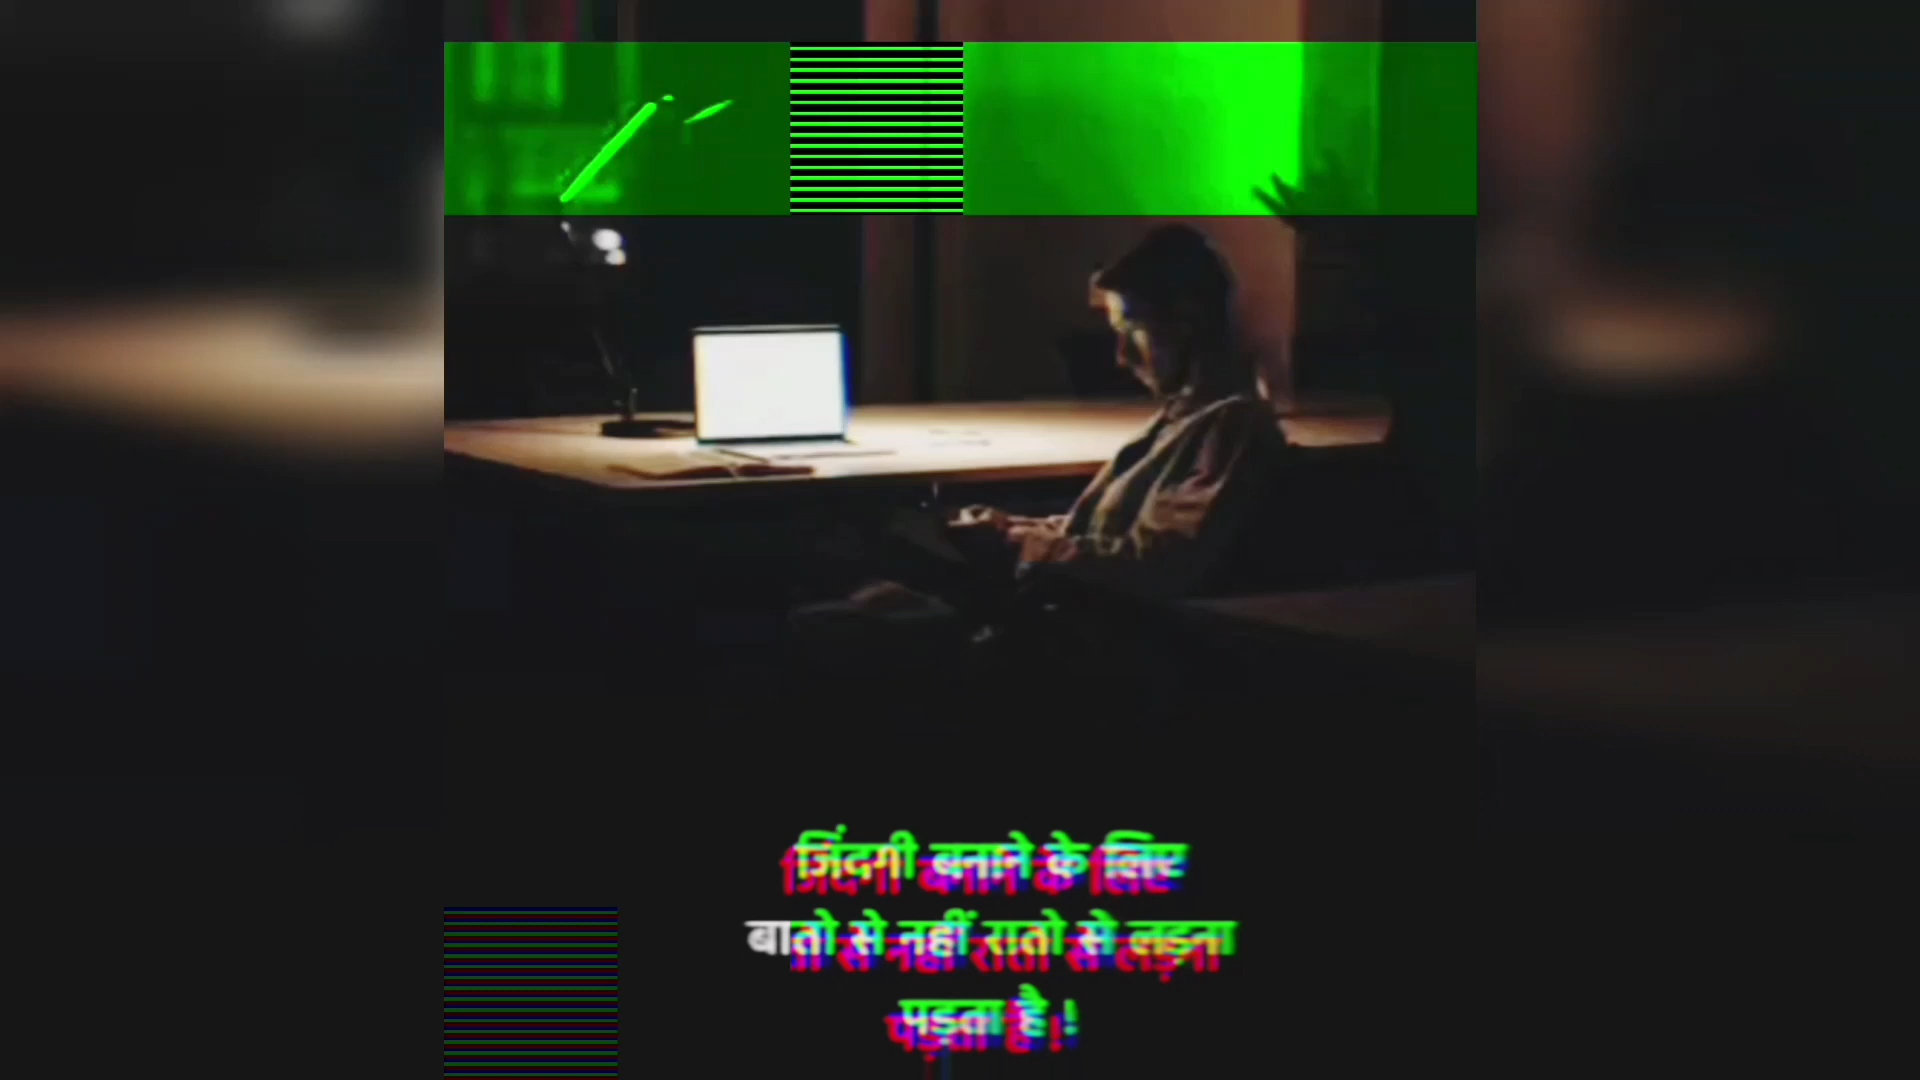 जिंदगी बनाने के लिए
बातो से नहीं रातो से लड़ना
पड़ता है !